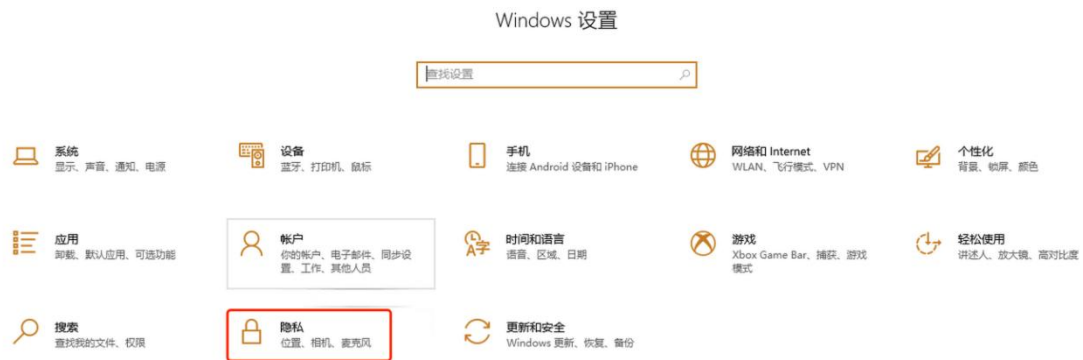 Windows 设置
查找设置
系统
显示、声音、通知、电源
设备
蓝牙、打印机、鼠标
手机
连接 Android 设备和 iPhone
网络和 Internet
WLAN、飞行模式、VPN
个性化
背景、锁屏、颜色
应用
卸载、默认应用、可选功能
帐户
你的帐户、电子邮件、同步设
置、工作、其他人员
时间和语言
语音、区域、日期
游戏
Xbox Game Bar、捕获、游戏
模式
轻松使用
讲述人、放大镜、高对比度
搜索
查找我的文件、权限
隐私
位置、相机、麦克风
更新和安全
Windows 更新、恢复、备份